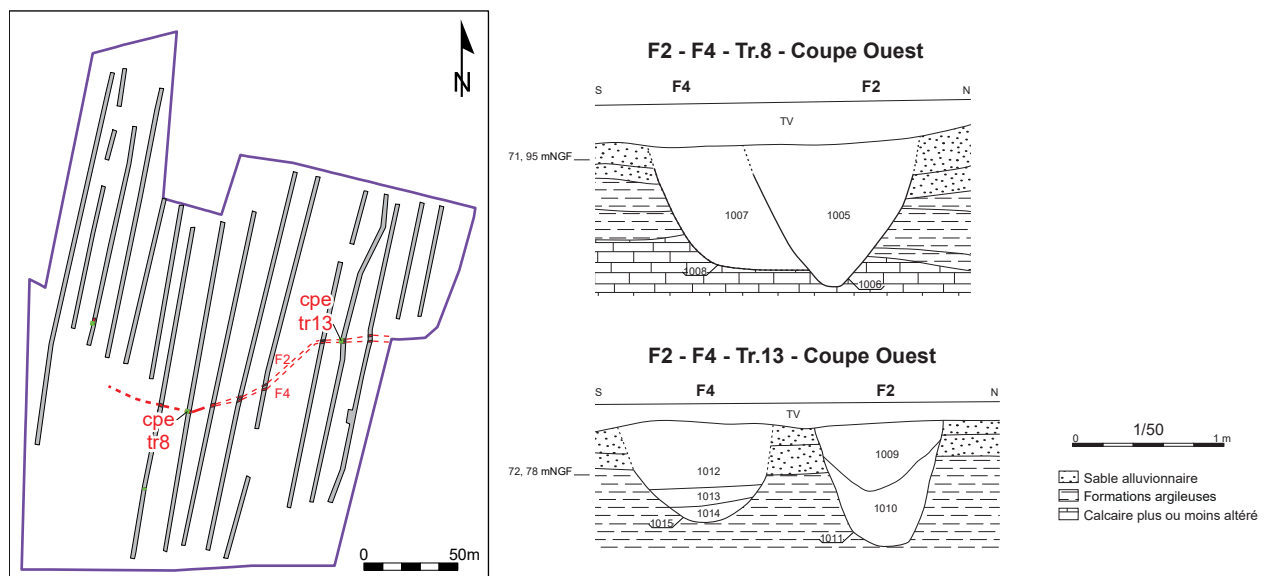 N
F2
F4
cpe
tr13
cpe
tr8
0 50m
F2 - F4 - Tr.8 - Coupe Ouest
S F4 F2 N
TV
71, 95 mNGF
1007 1005
1008 1006
F2 - F4 - Tr.13 - Coupe Ouest
S F4 F2 N
TV
1009
72, 78 mNGF
1012
1013
1014
1010
1015
1011
1/50
0 1 m
Sable alluvionnaire
Formations argileuses
Calcaire plus ou moins altéré